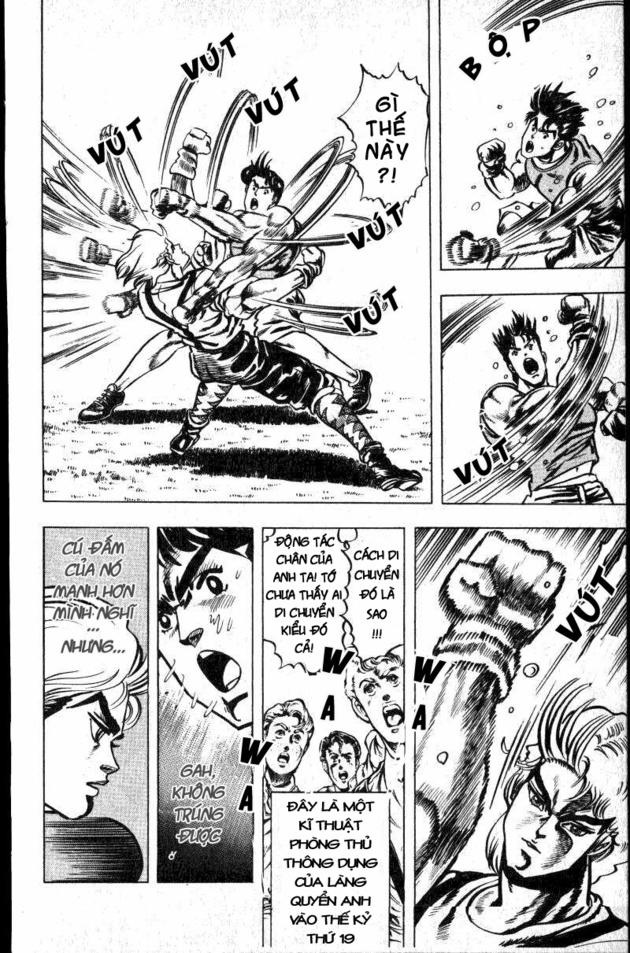 BỘP
VÚT
VÚT
VÚT
VÚT
GÌ
THẾ
NÀY
?!
VÚT
VÚT
VÚT
VÚT
CÁCH DI
CHUYỂN
ĐÓ LÀ
SAO
!!!
ĐỘNG TÁC
CHÂN CỦA
ANH TA! TỚ
CHƯA THẤY AI
DI CHUYỂN
KIỂU ĐÓ
CẢ!
WA
WA
WA
ĐÂY LÀ MỘT
KĨ THUẬT
PHÒNG THỦ
THÔNG DỤNG
CỦA LÀNG
QUYỀN ANH
VÀO THẾ KỶ
THỨ 19
GAH,
KHÔNG
TRÚNG
ĐƯỢC
CÚ ĐẤM
CỦA NÓ
MẠNH HƠN
MÌNH NGHĨ
...
NHƯNG...